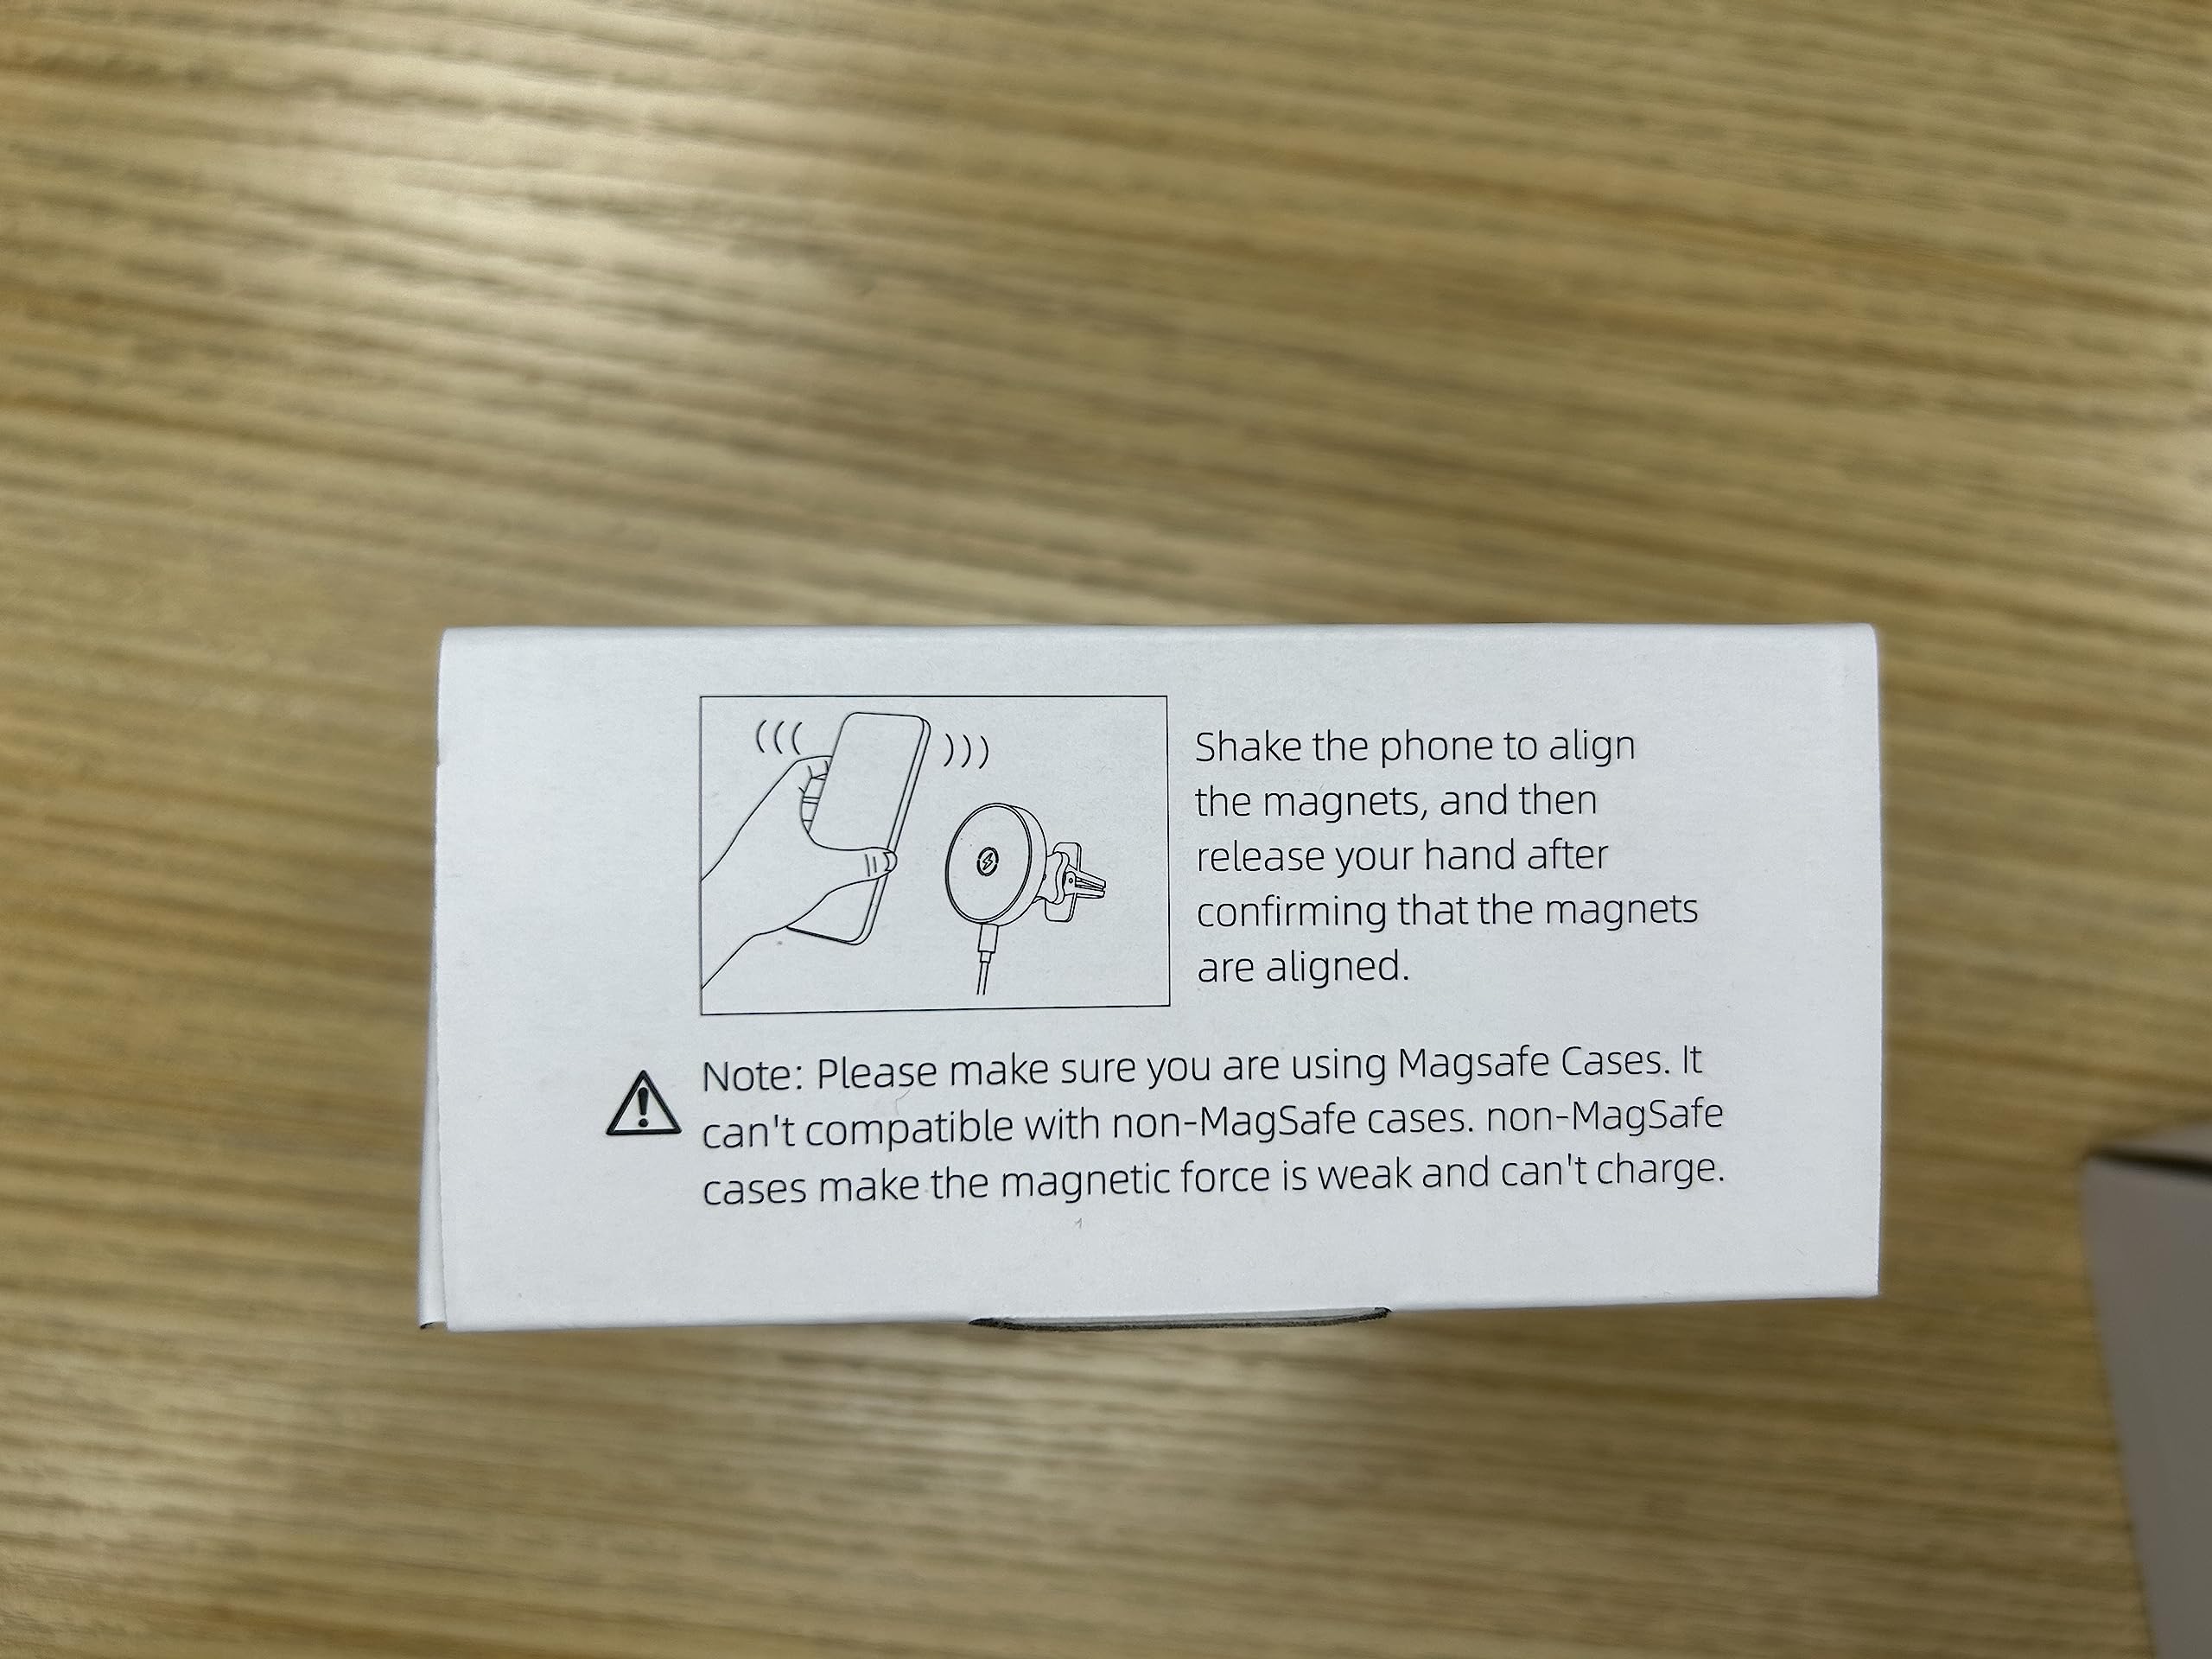 Shake the phone to align
the magnets, and then
release your hand after
confirming that the magnets
are aligned.
Note: Please make sure you are using Magsafe Cases. It
can't compatible with non-MagSafe cases. non-MagSafe
cases make the magnetic force is weak and can't charge.